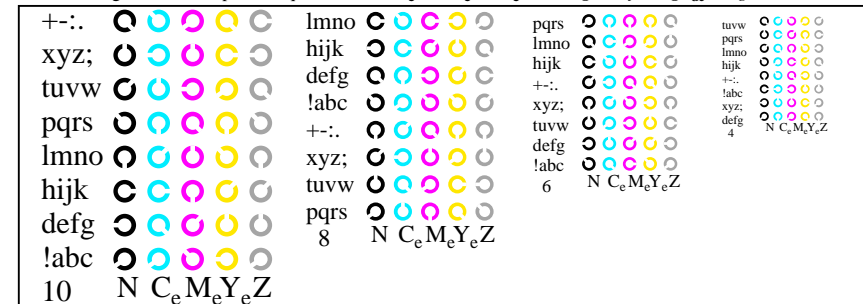 +-:.
xyz;
tuvw
pqrs
lmno
hijk
defg
!abc
10 N CeMeYeZ
lmno
hijk
defg
!abc
+-:.
xyz;
tuvw
pqrs
8 N CeMeYeZ
pqrs
lmno
hijk
+-:.
xyz;
tuvw
defg
!abc
6 N CeMeYeZ
tuvw
pqrs
lmno
hijk
+-:.
!abc
xyz;
defg
4 N CeMeYeZ